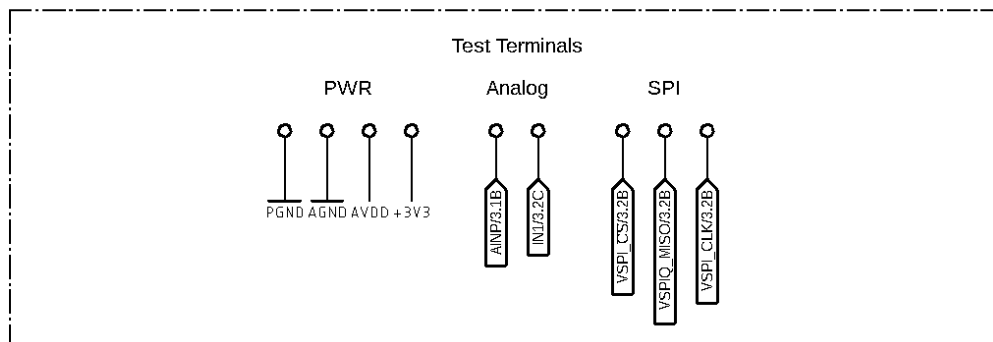 Test Terminals
PWR Analog SPI
PGND AGND AVDD +3V3
AINP/3.1B
IN1/3.2C
VSPI_CS/3.2B
VSPIQ_MISO/3.2B
VSPI_CLK/3.2B